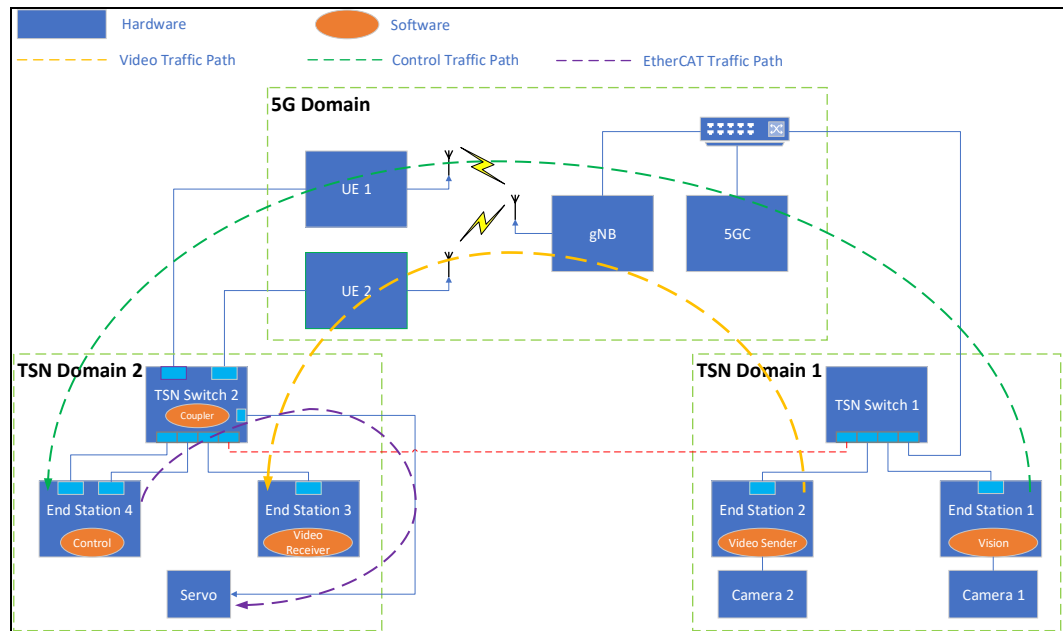 Hardware
Software
Video Traffic Path
Control Traffic Path
EtherCAT Traffic Path
5G Domain
UE 1
gNB
5GC
UE 2
TSN Domain 2
TSN Domain 1
TSN Switch 2
Coupler
TSN Switch 1
End Station 4
Control
End Station 3
Video
Receiver
End Station 2
Video Sender
End Station 1
Vision
Servo
Camera 2
Camera 1